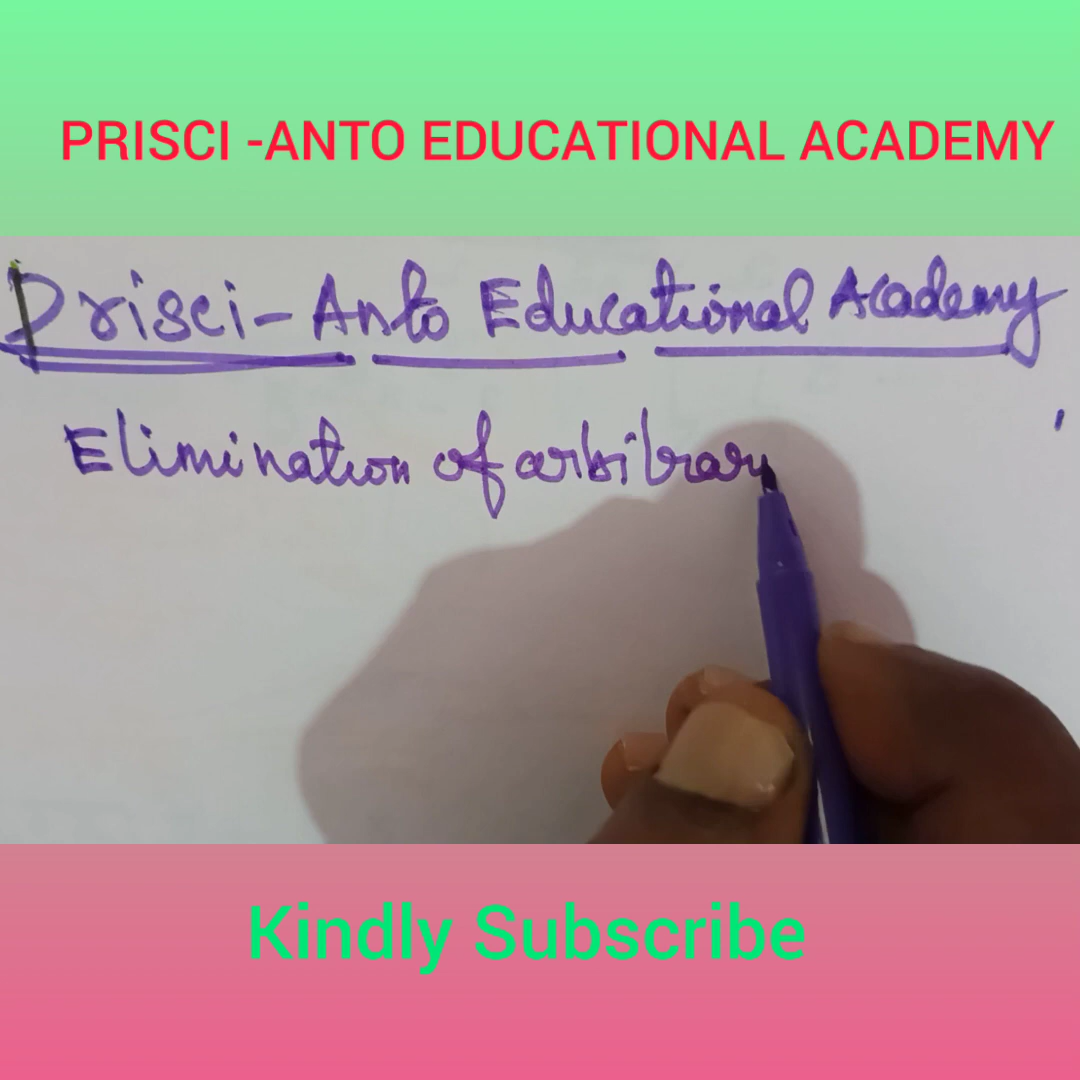 PRISCI -ANTO EDUCATIONAL ACADEMY
Prisci-Anto Educational Academy
Elimination of arbitrary
Kindly Subscribe